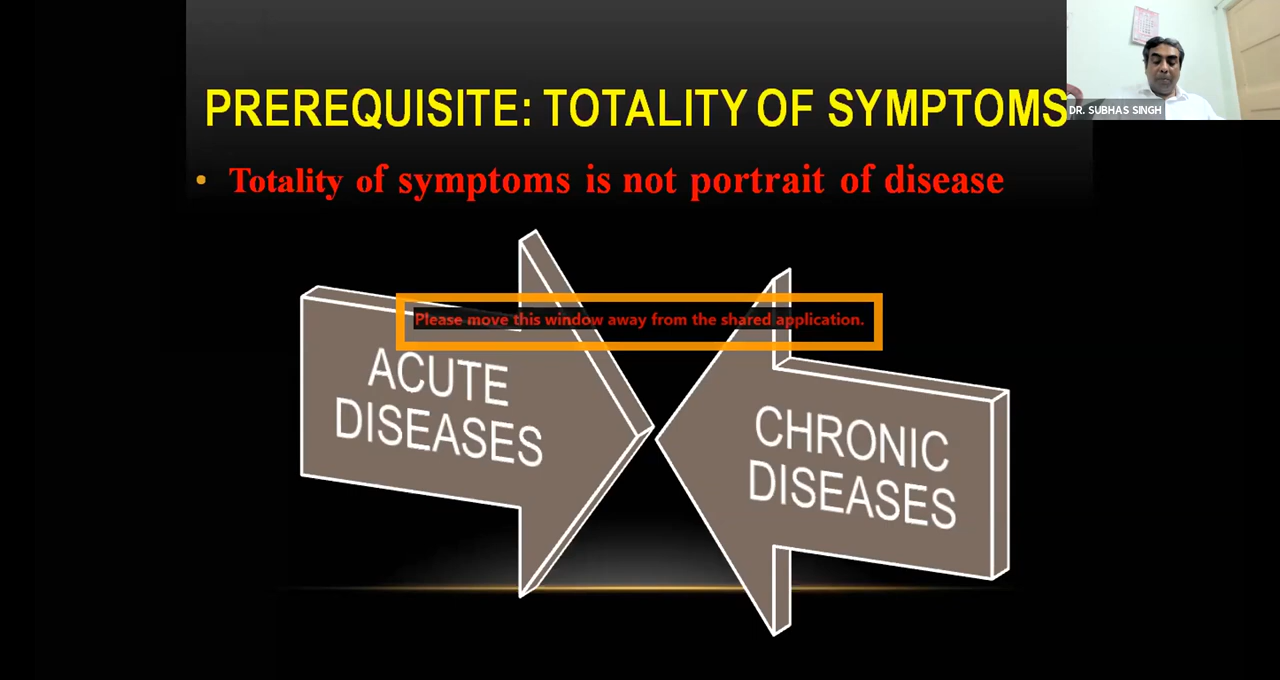 PREREQUISITE: TOTALITY OF SYMPTOMS
DR. SUBHAS SINGH
• Totality of symptoms is not portrait of disease
Please move this window away from the shared application.
ACUTE
DISEASES
CHRONIC
DISEASES